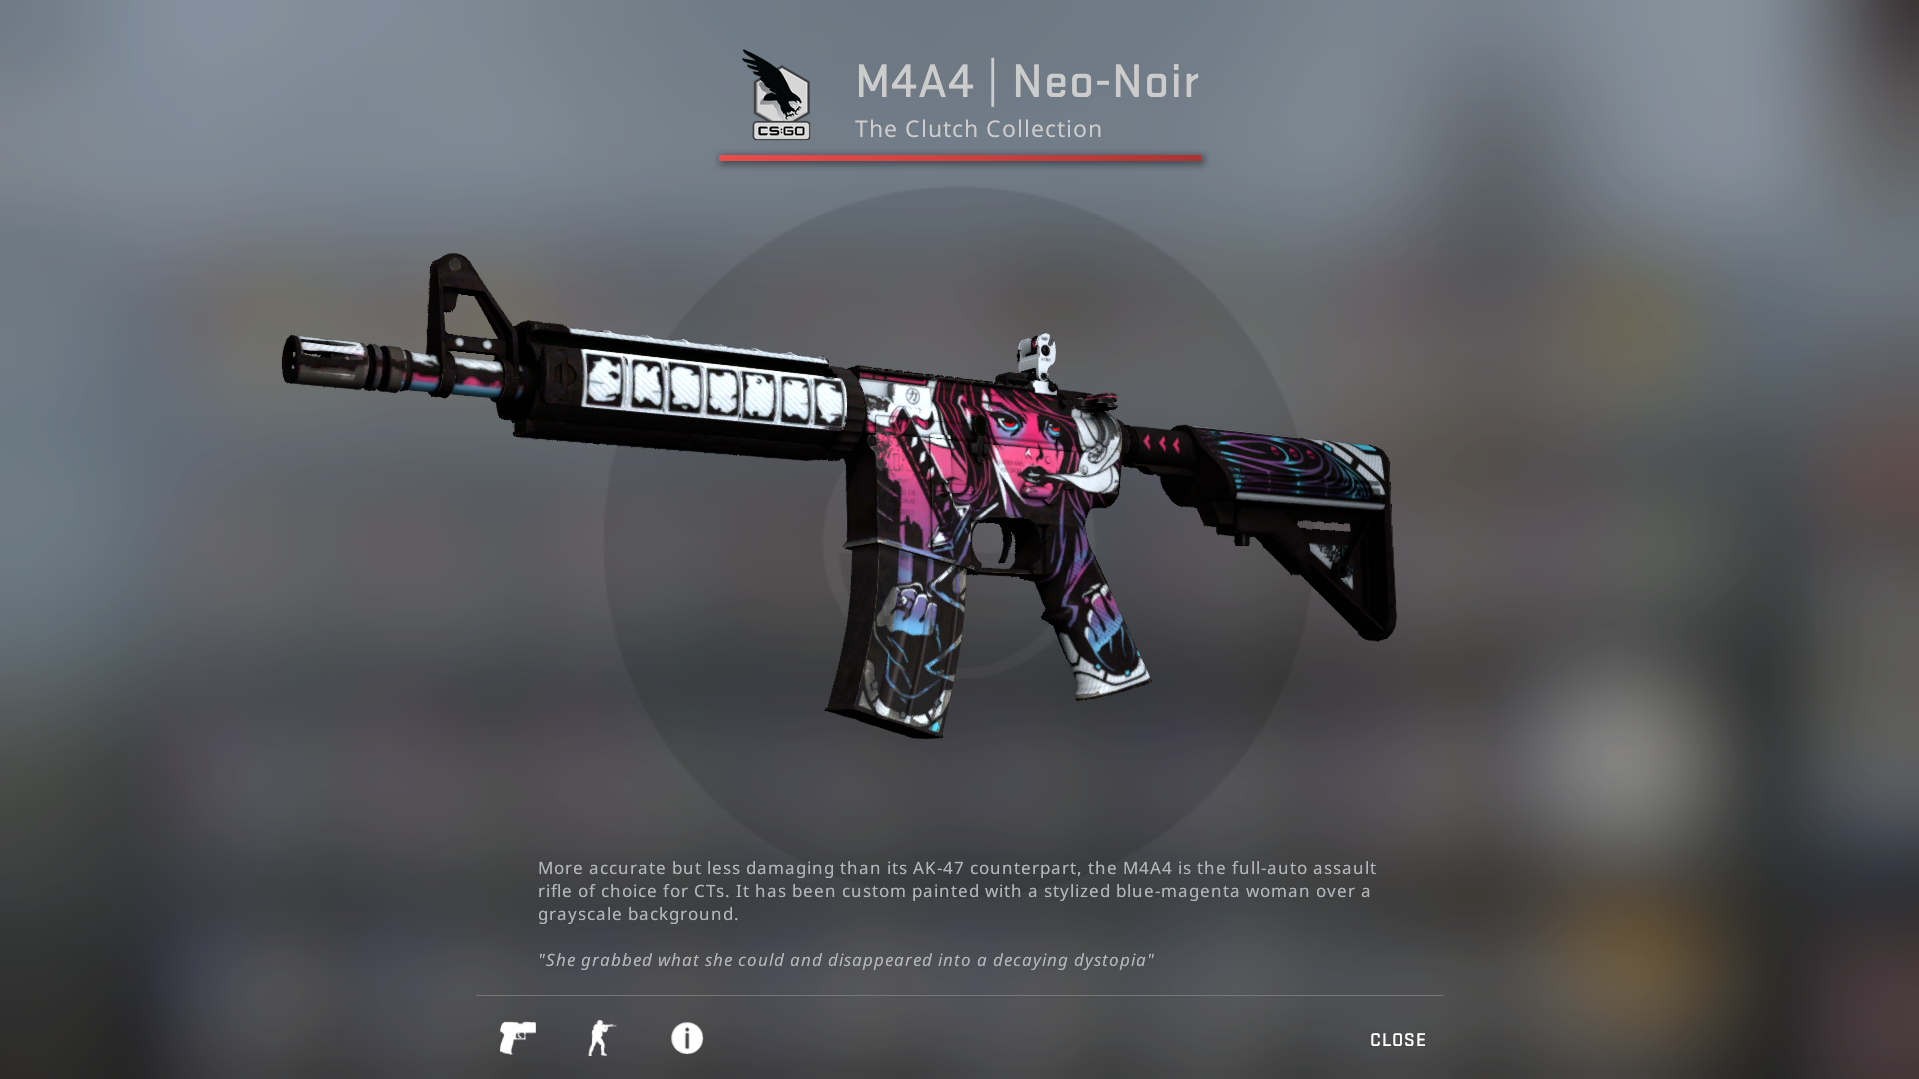 CS:GO
M4A4 | Neo-Noir
The Clutch Collection
More accurate but less damaging than its AK-47 counterpart, the M4A4 is the full-auto assault
rifle of choice for CTs. It has been custom painted with a stylized blue-magenta woman over a
grayscale background.
"She grabbed what she could and disappeared into a decaying dystopia"
CLOSE